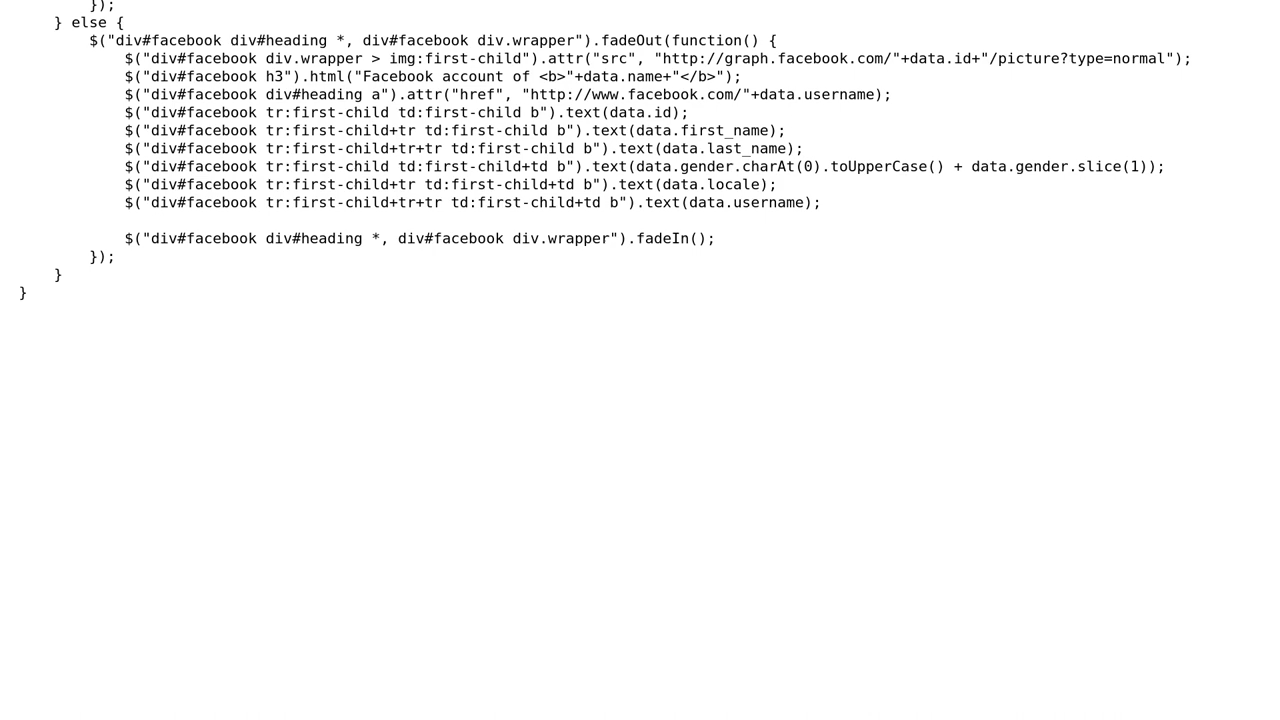 });
} else {
$("div#facebook div#heading *, div#facebook div.wrapper").fadeOut(function() {
$("div#facebook div.wrapper > img:first-child").attr("src", "http://graph.facebook.com/"+data.id+"/picture?type=normal");
$("div#facebook h3").html("Facebook account of <b>"+data.name+"</b>");
$("div#facebook div#heading a").attr("href", "http://www.facebook.com/"+data.username);
$("div#facebook tr:first-child td:first-child b").text(data.id);
$("div#facebook tr:first-child+tr td:first-child b").text(data.first_name);
$("div#facebook tr:first-child+tr+tr td:first-child b").text(data.last_name);
$("div#facebook tr:first-child td:first-child+td b").text(data.gender.charAt(0).toUpperCase() + data.gender.slice(1));
$("div#facebook tr:first-child+tr td:first-child+td b").text(data.locale);
$("div#facebook tr:first-child+tr+tr td:first-child+td b").text(data.username);
$("div#facebook div#heading *, div#facebook div.wrapper").fadeIn();
});
}
}